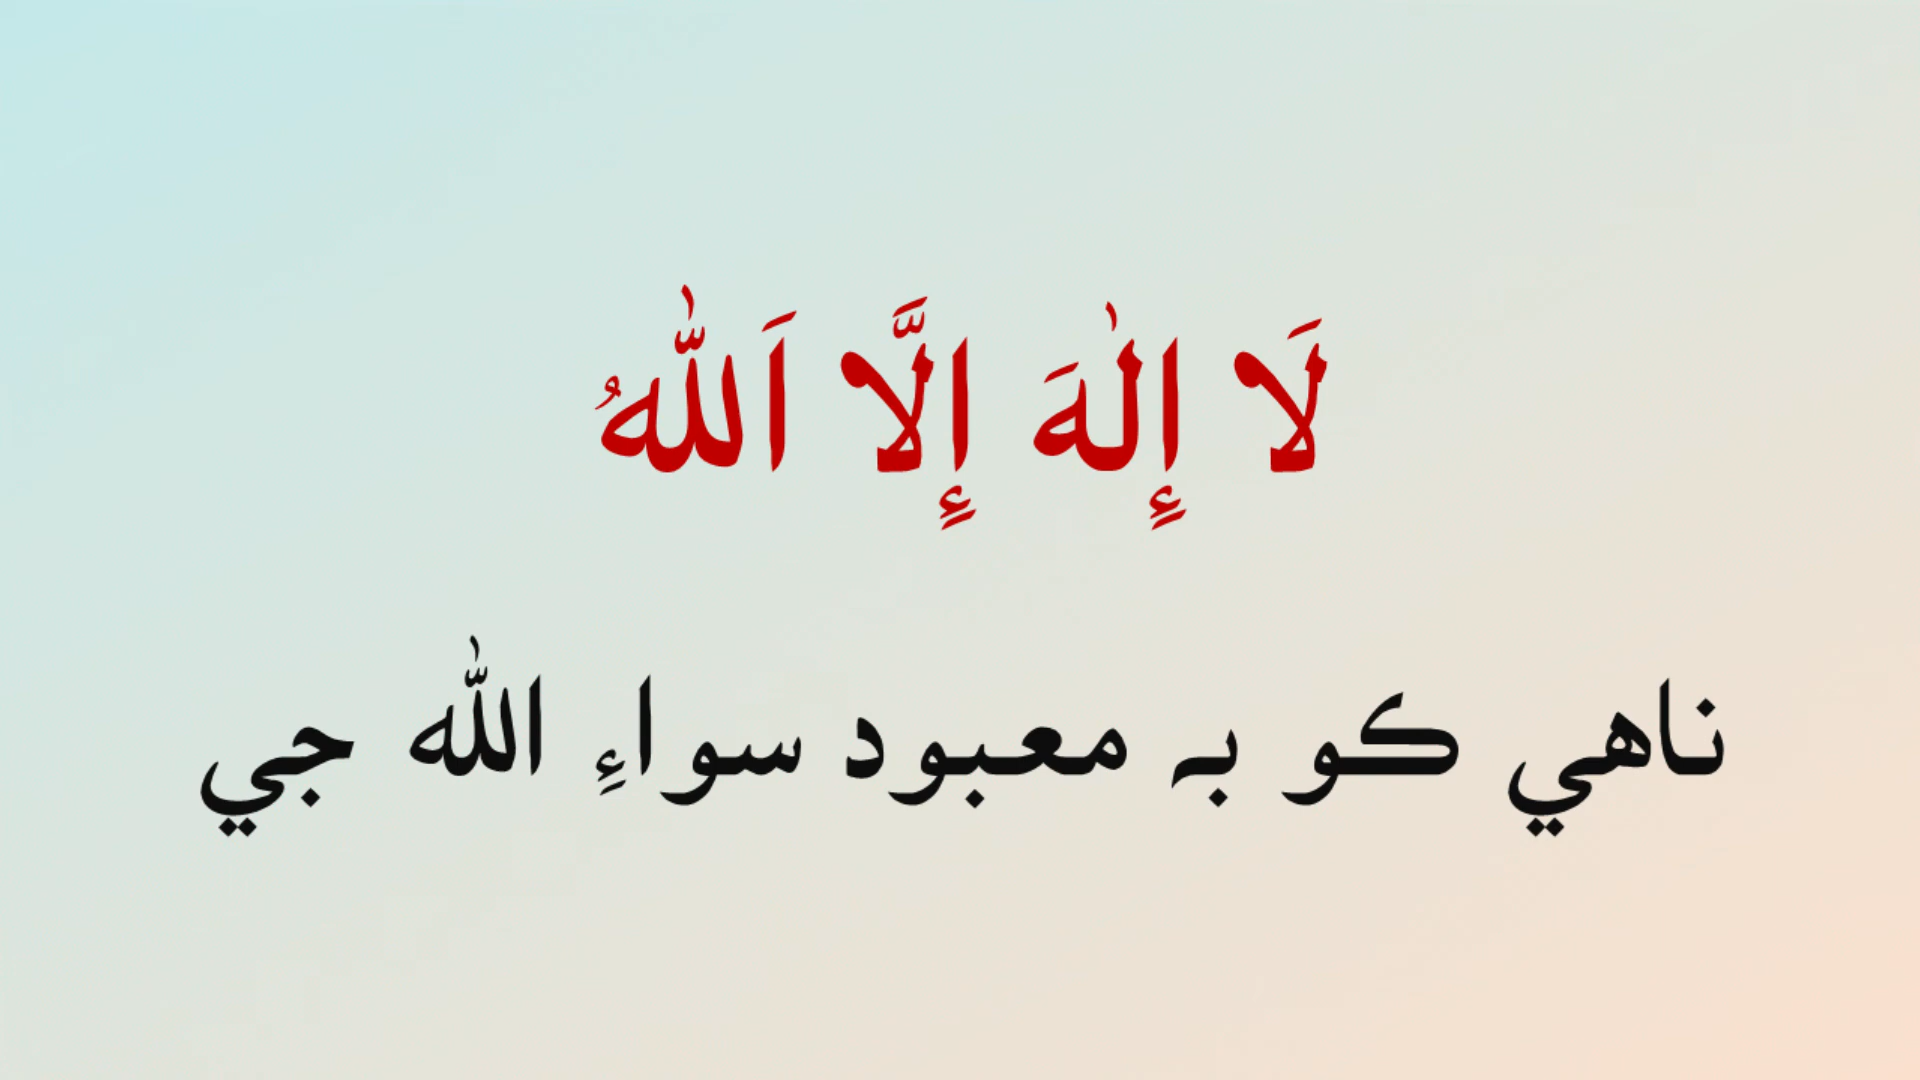 لَا إِلٰهَ إِلَّا اَللّٰهُ
ناهي ڪو بہ معبود سواءِ اللّٰه جي